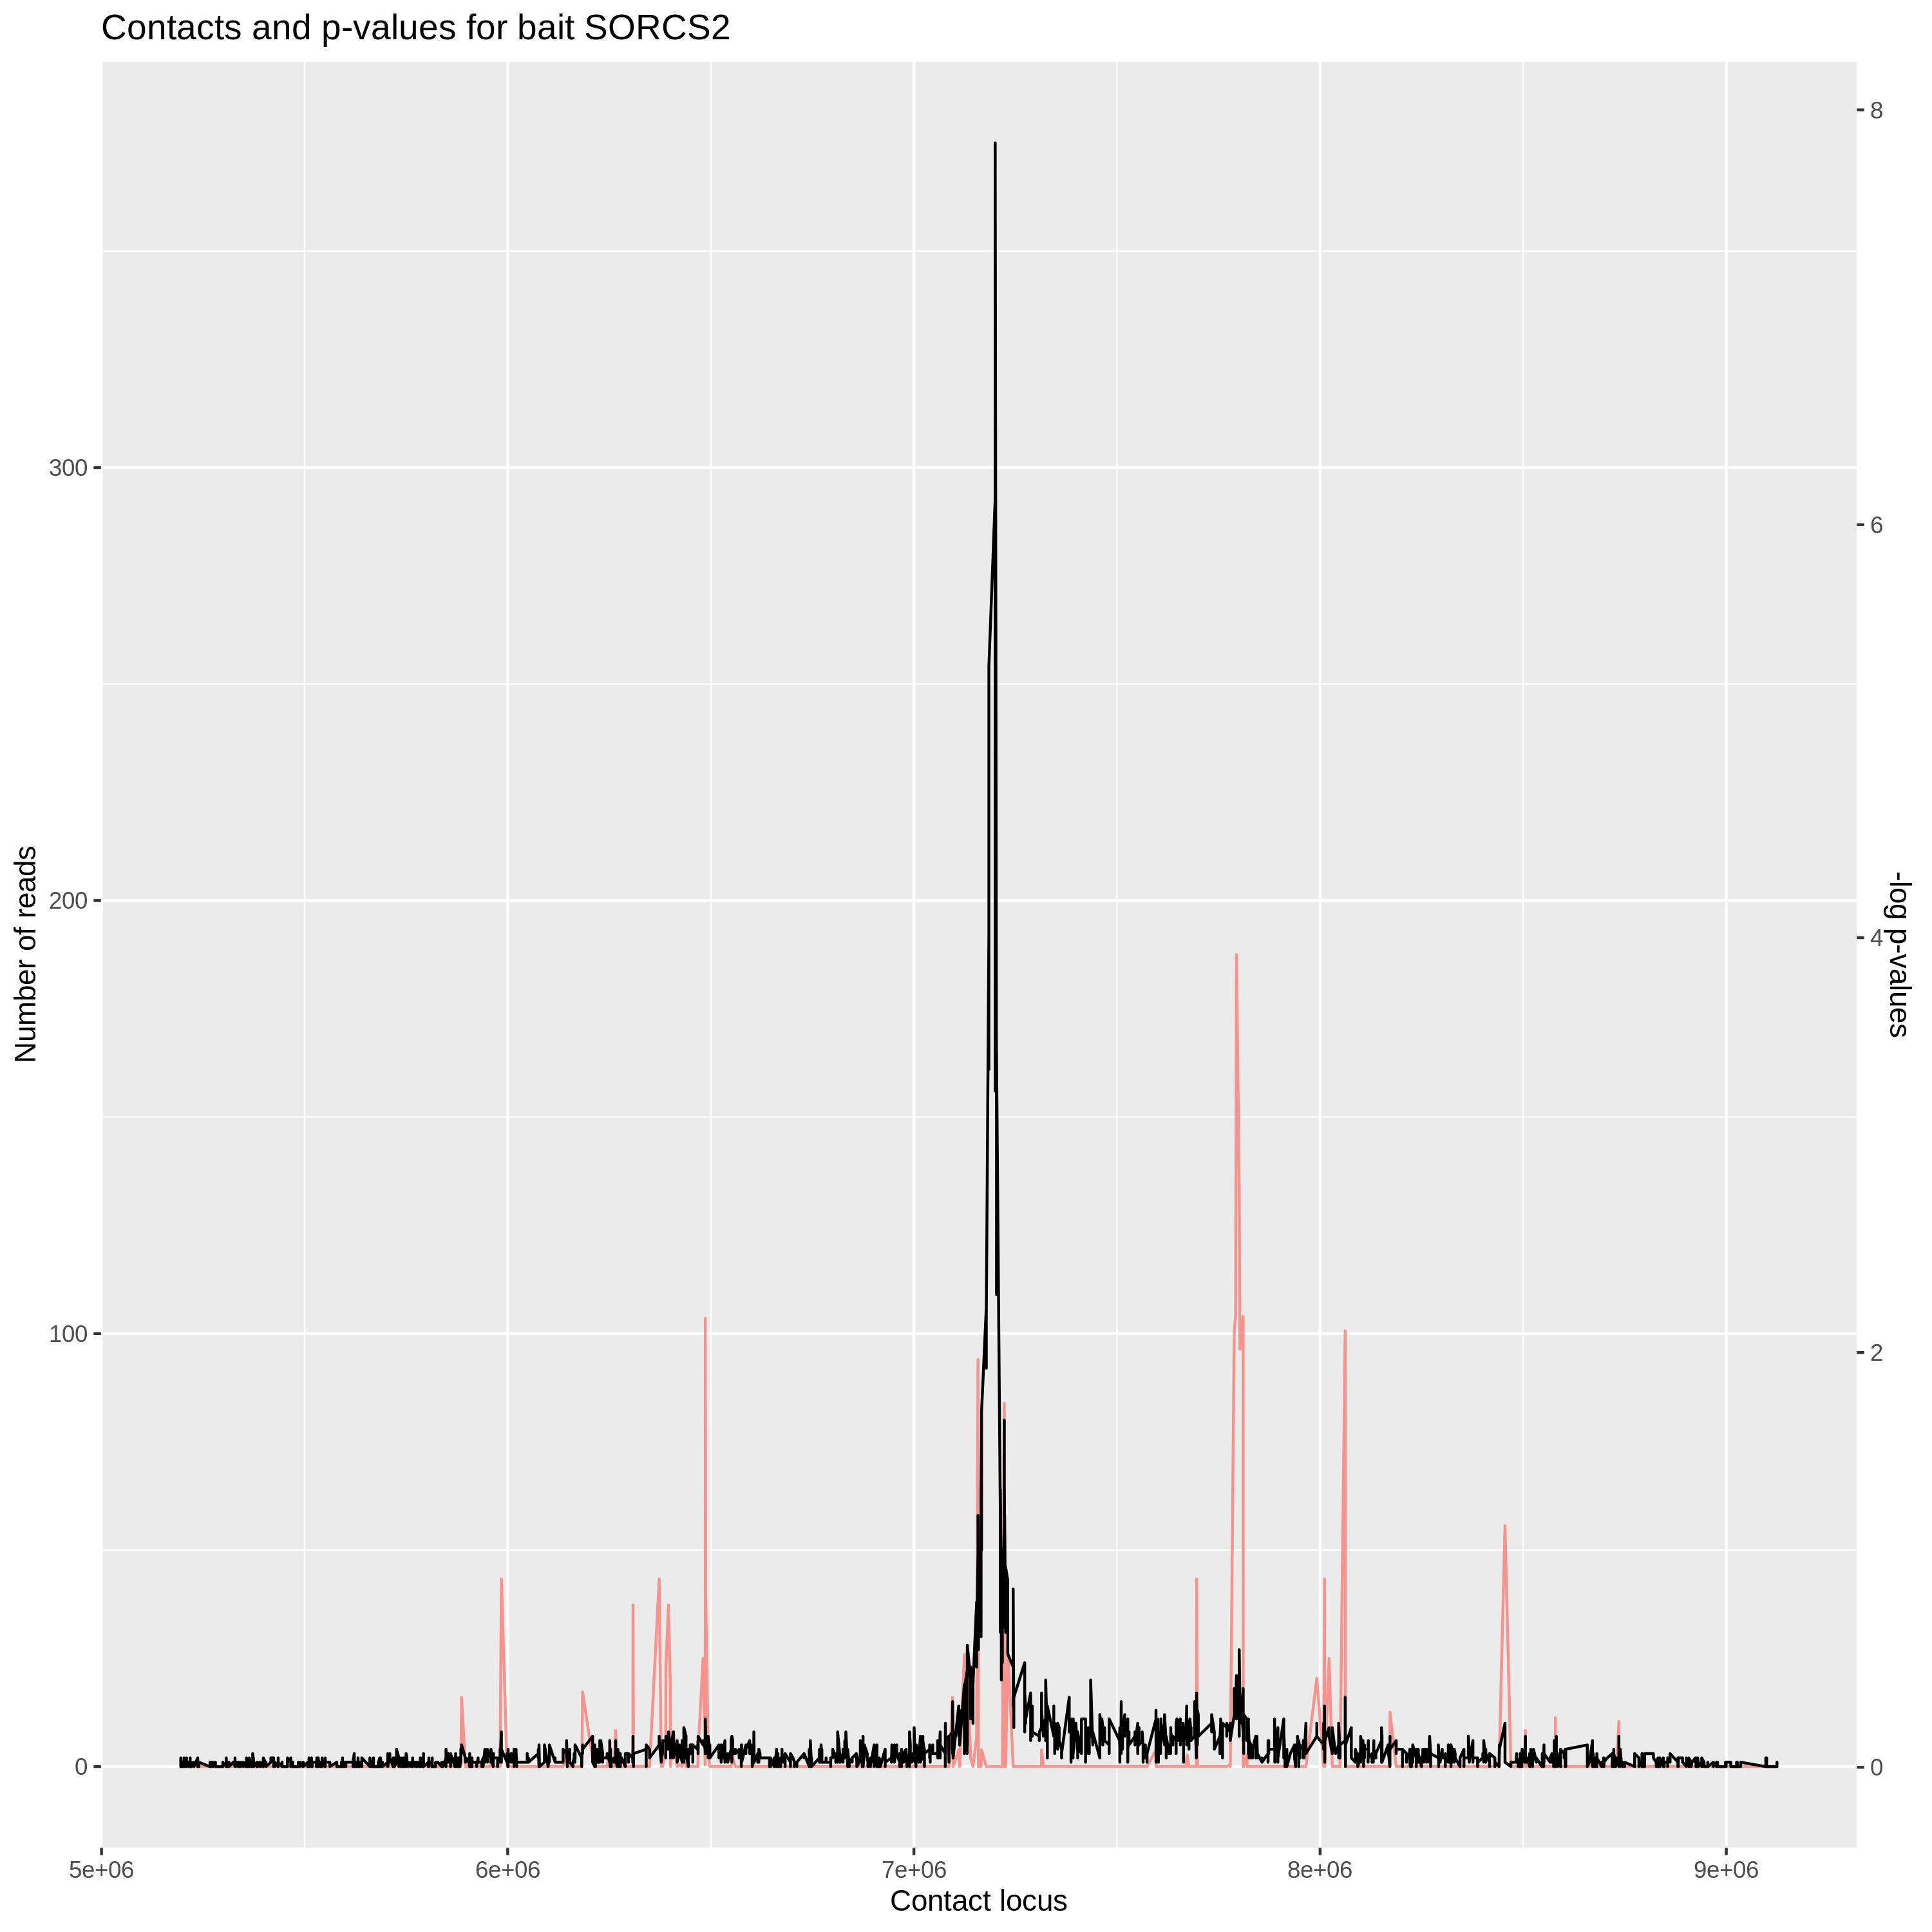 Contacts and p-values for bait SORCS2
8
6
4
2
0
300
200
100
0
Number of reads
-log p-values
5e+06
6e+06
7e+06
8e+06
9e+06
Contact locus